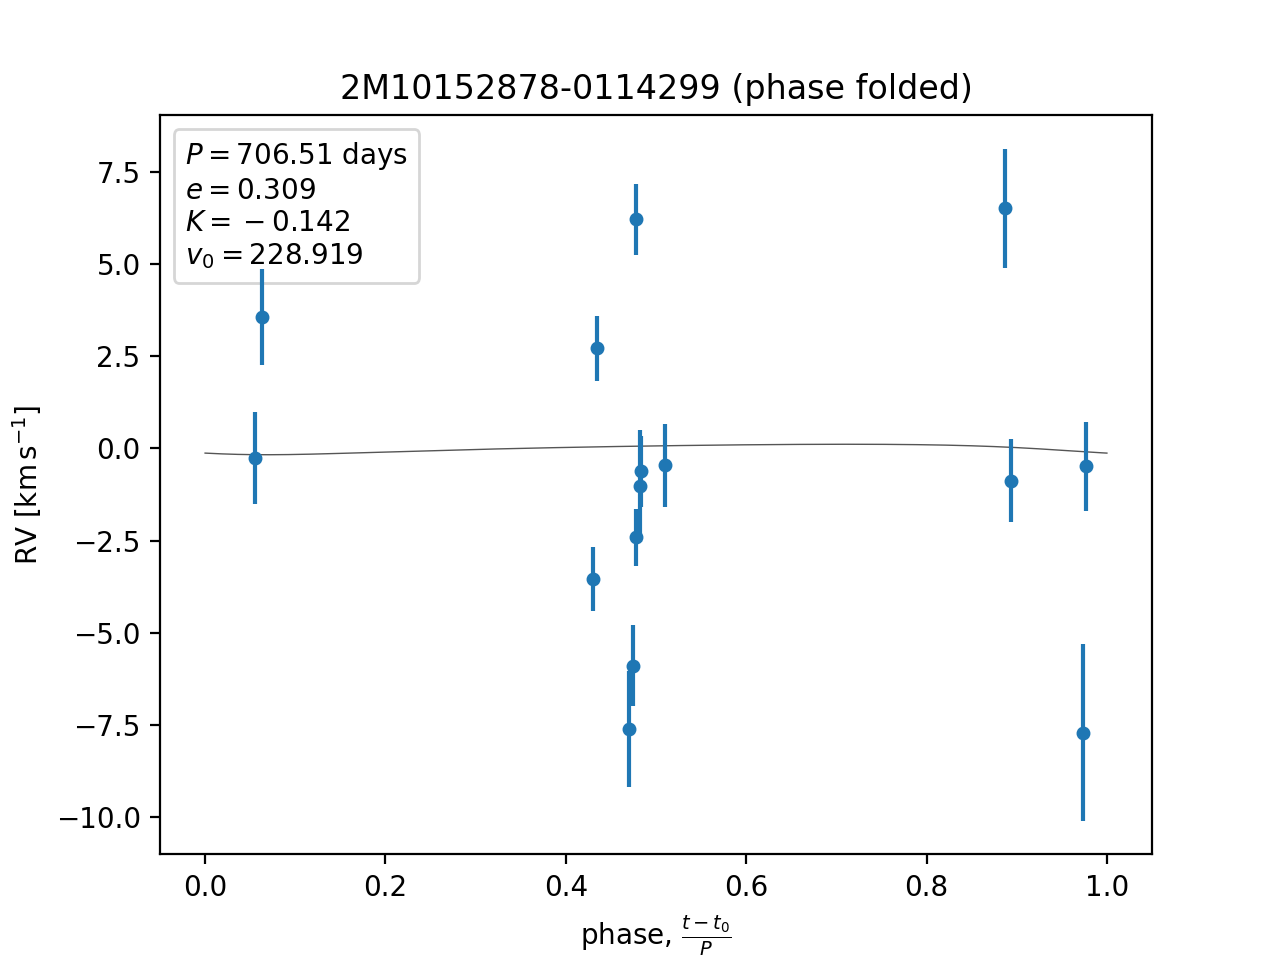 2M10152878-0114299 (phase folded)
P = 706.51 days
e = 0.309
K = −0.142
v₀ = 228.919
7.5
5.0
2.5
0.0
−2.5
−5.0
−7.5
−10.0
RV [km s⁻¹]
0.0 0.2 0.4 0.6 0.8 1.0
phase, (t − t₀)/P